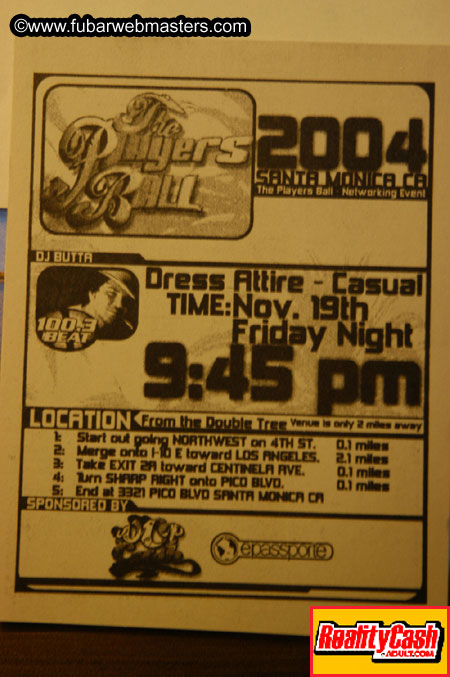 www.fubarwebmasters.com
The
Players
Ball
2004
SANTA MONICA CA
The Players Ball - Networking Event
DJ BUTTA
100.3
BEAT
Dress Attire - Casual
TIME: Nov. 19th
Friday Night
9:45 pm
LOCATION From the Double Tree Venue is only 2 miles away
1: Start out going NORTHWEST on 4TH ST. 0.1 miles
2: Merge onto I-10 E toward LOS ANGELES. 2.1 miles
3: Take EXIT 2A toward CENTINELA AVE. 0.1 miles
4: Turn SHARP RIGHT onto PICO BLVD. 0.1 miles
5: End at 3321 PICO BLVD SANTA MONICA CA
SPONSORED BY
epassporte
RealityCash
ADULT.COM